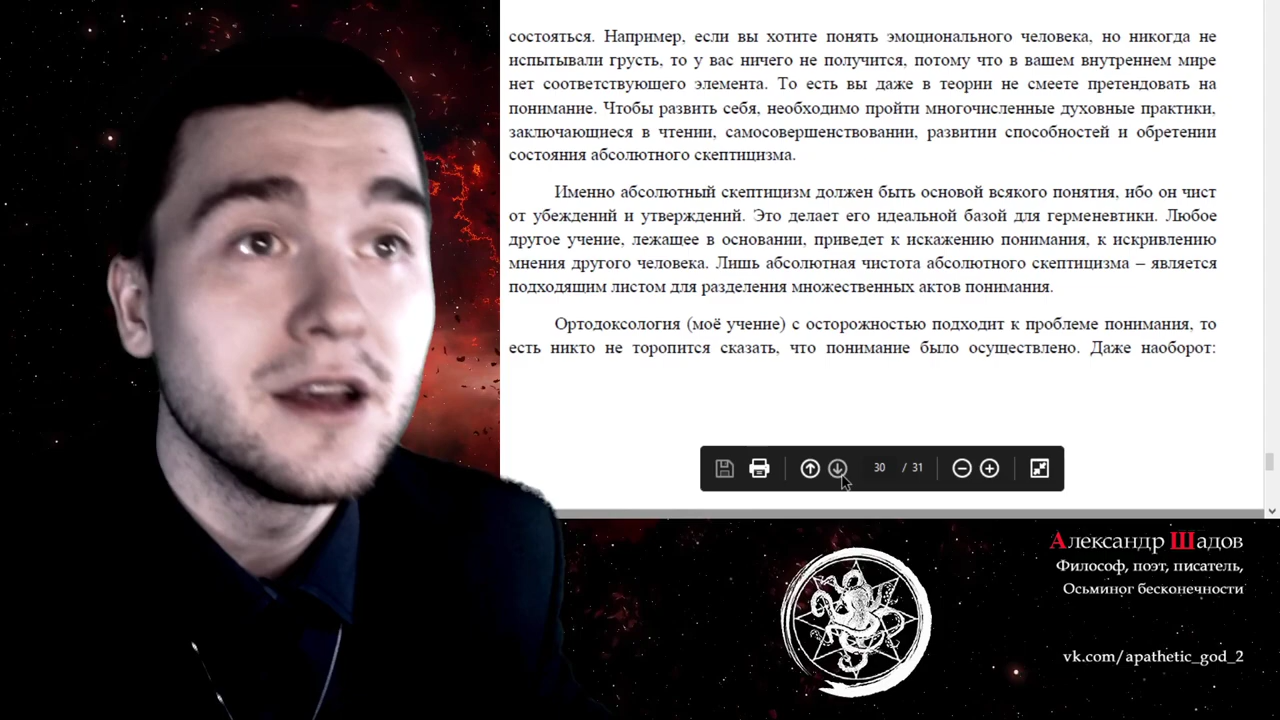 состояться. Например, если вы хотите понять эмоционального человека, но никогда не
испытывали грусть, то у вас ничего не получится, потому что в вашем внутреннем мире
нет соответствующего элемента. То есть вы даже в теории не смеете претендовать на
понимание. Чтобы развить себя, необходимо пройти многочисленные духовные практики,
заключающиеся в чтении, самосовершенствовании, развитии способностей и обретении
состояния абсолютного скептицизма.
Именно абсолютный скептицизм должен быть основой всякого понятия, ибо он чист
от убеждений и утверждений. Это делает его идеальной базой для герменевтики. Любое
другое учение, лежащее в основании, приведет к искажению понимания, к искривлению
мнения другого человека. Лишь абсолютная чистота абсолютного скептицизма – является
подходящим листом для разделения множественных актов понимания.
Ортодоксология (моё учение) с осторожностью подходит к проблеме понимания, то
есть никто не торопится сказать, что понимание было осуществлено. Даже наоборот:
30 / 31
Александр Шадов
Философ, поэт, писатель,
Осьминог бесконечности
vk.com/apathetic_god_2